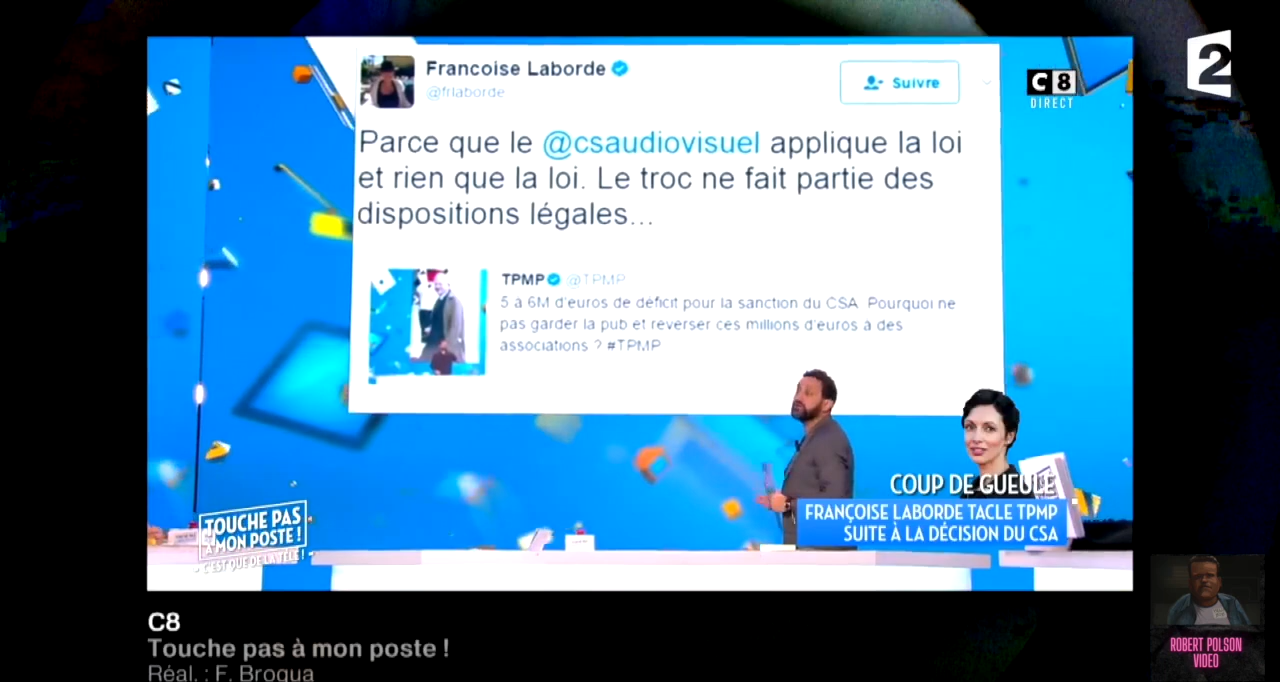 Francoise Laborde
@frlaborde
Suivre
C8
DIRECT
2
Parce que le @csaudiovisuel applique la loi
et rien que la loi. Le troc ne fait partie des
dispositions légales...
TPMP @TPMP
5 à 6M d'euros de déficit pour la sanction du CSA. Pourquoi ne
pas garder la pub et reverser ces millions d'euros à des
associations ? #TPMP
COUP DE GUEULE
FRANÇOISE LABORDE TACLE TPMP
SUITE À LA DÉCISION DU CSA
TOUCHE PAS
À MON POSTE !
C'EST QUE DE LA TÉLÉ !
C8
Touche pas à mon poste !
Réal. : F. Broqua
ROBERT POLSON
VIDEO